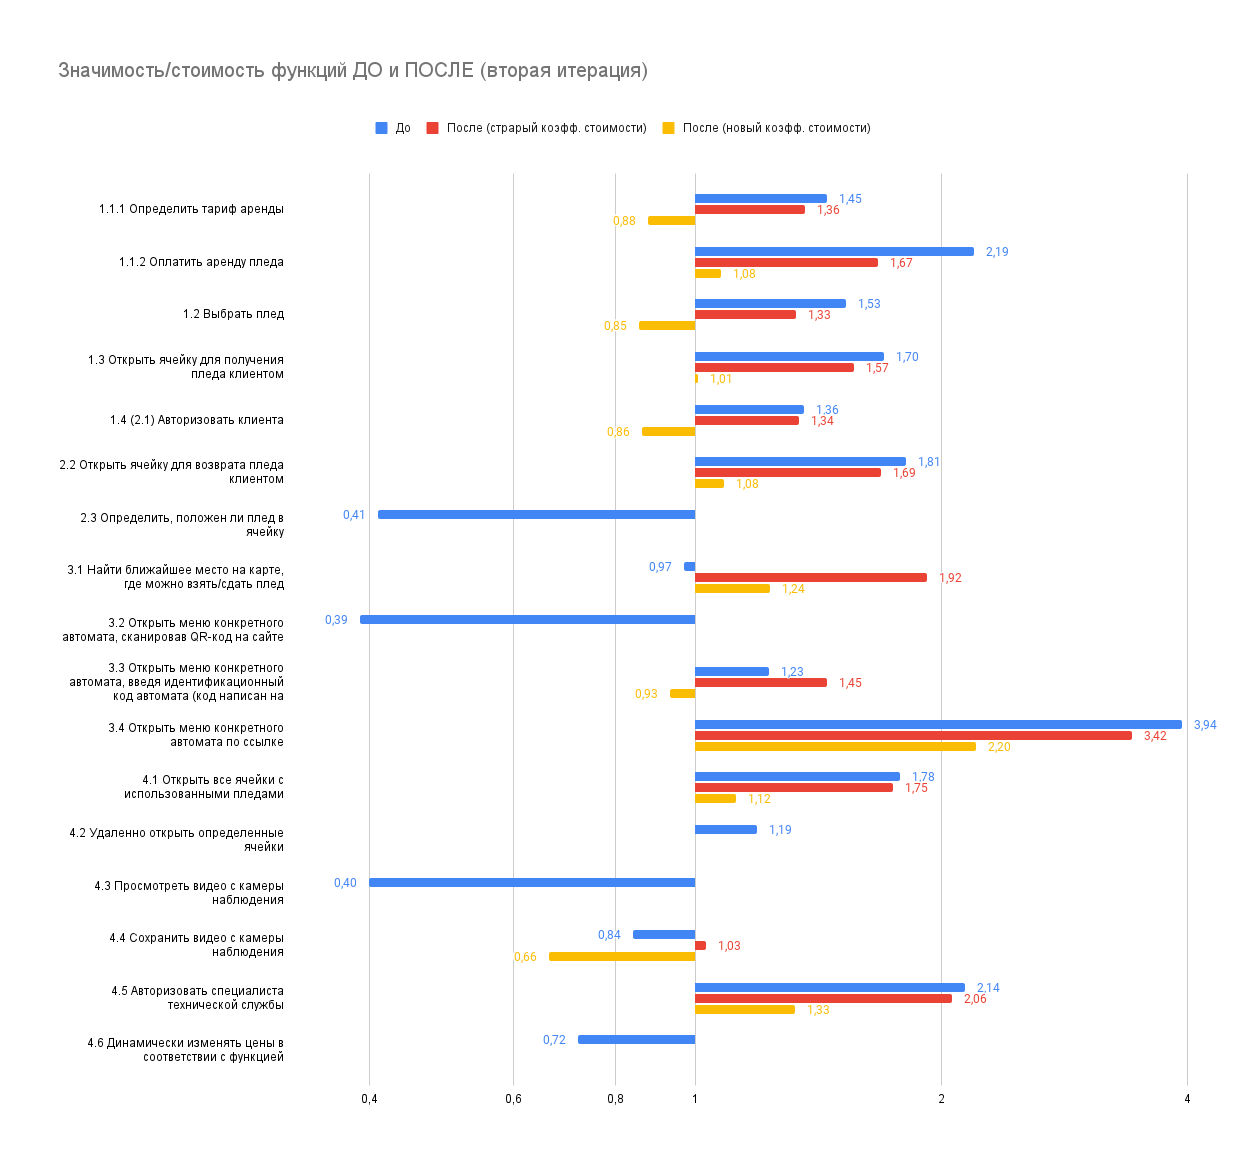 Значимость/стоимость функций ДО и ПОСЛЕ (вторая итерация)
До После (страрый коэфф. стоимости) После (новый коэфф. стоимости)
1.1.1 Определить тариф аренды
1,45
1,36
0,88
1.1.2 Оплатить аренду пледа
2,19
1,67
1,08
1.2 Выбрать плед
1,53
1,33
0,85
1.3 Открыть ячейку для получения
пледа клиентом
1,70
1,57
1,01
1.4 (2.1) Авторизовать клиента
1,36
1,34
0,86
2.2 Открыть ячейку для возврата пледа
клиентом
1,81
1,69
1,08
2.3 Определить, положен ли плед в
ячейку
0,41
3.1 Найти ближайшее место на карте,
где можно взять/сдать плед
0,97
1,92
1,24
3.2 Открыть меню конкретного
автомата, сканировав QR-код на сайте
0,39
3.3 Открыть меню конкретного
автомата, введя идентификационный
код автомата (код написан на
1,23
1,45
0,93
3.4 Открыть меню конкретного
автомата по ссылке
3,94
3,42
2,20
4.1 Открыть все ячейки с
использованными пледами
1,78
1,75
1,12
4.2 Удаленно открыть определенные
ячейки
1,19
4.3 Просмотреть видео с камеры
наблюдения
0,40
4.4 Сохранить видео с камеры
наблюдения
0,84
1,03
0,66
4.5 Авторизовать специалиста
технической службы
2,14
2,06
1,33
4.6 Динамически изменять цены в
соответствии с функцией
0,72
0,4 0,6 0,8 1 2 4